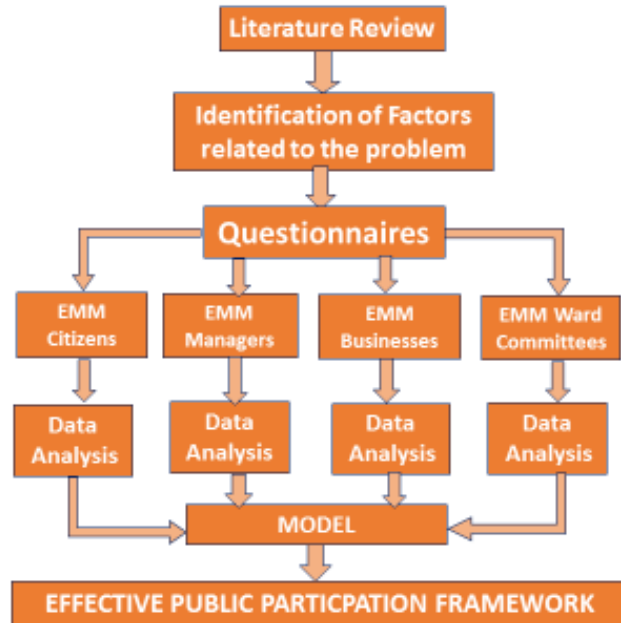 Literature Review
Identification of Factors
related to the problem
Questionnaires
EMM
Citizens
EMM
Managers
EMM
Businesses
EMM Ward
Committees
Data
Analysis
Data
Analysis
Data
Analysis
Data
Analysis
MODEL
EFFECTIVE PUBLIC PARTICPATION FRAMEWORK